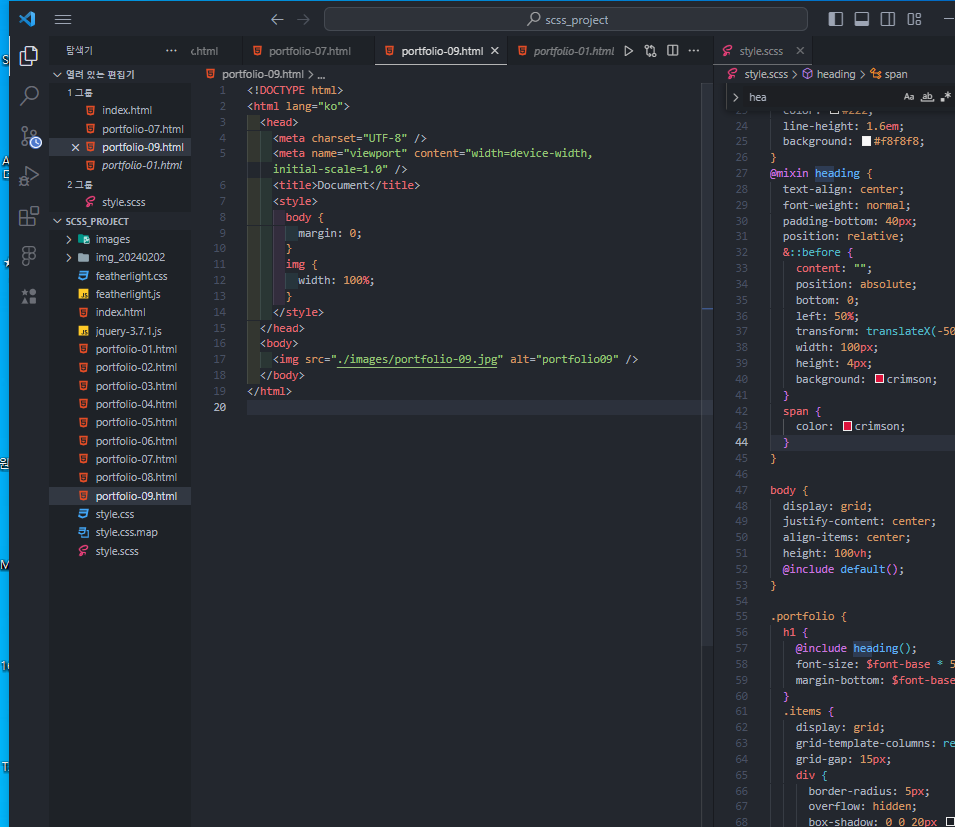 scss_project
탐색기 ···
열려 있는 편집기
1 그룹
index.html
portfolio-07.html
portfolio-09.html
portfolio-01.html
2 그룹
style.scss
SCSS_PROJECT
images
img_20240202
featherlight.css
featherlight.js
index.html
jquery-3.7.1.js
portfolio-01.html
portfolio-02.html
portfolio-03.html
portfolio-04.html
portfolio-05.html
portfolio-06.html
portfolio-07.html
portfolio-08.html
portfolio-09.html
style.css
style.css.map
style.scss
.html portfolio-07.html portfolio-09.html portfolio-01.html
portfolio-09.html > ...
1 <!DOCTYPE html>
2 <html lang="ko">
3 <head>
4 <meta charset="UTF-8" />
5 <meta name="viewport" content="width=device-width,
initial-scale=1.0" />
6 <title>Document</title>
7 <style>
8 body {
9 margin: 0;
10 }
11 img {
12 width: 100%;
13 }
14 </style>
15 </head>
16 <body>
17 <img src="./images/portfolio-09.jpg" alt="portfolio09" />
18 </body>
19 </html>
20
style.scss
style.scss > heading > span
hea Aa ab
24 line-height: 1.6em;
25 background: #f8f8f8;
26 }
27 @mixin heading {
28 text-align: center;
29 font-weight: normal;
30 padding-bottom: 40px;
31 position: relative;
32 &::before {
33 content: "";
34 position: absolute;
35 bottom: 0;
36 left: 50%;
37 transform: translateX(-50
38 width: 100px;
39 height: 4px;
40 background: crimson;
41 }
42 span {
43 color: crimson;
44 }
45 }
46
47 body {
48 display: grid;
49 justify-content: center;
50 align-items: center;
51 height: 100vh;
52 @include default();
53 }
54
55 .portfolio {
56 h1 {
57 @include heading();
58 font-size: $font-base * 5
59 margin-bottom: $font-base
60 }
61 .items {
62 display: grid;
63 grid-template-columns: re
64 grid-gap: 15px;
65 div {
66 border-radius: 5px;
67 overflow: hidden;
68 box-shadow: 0 0 20px